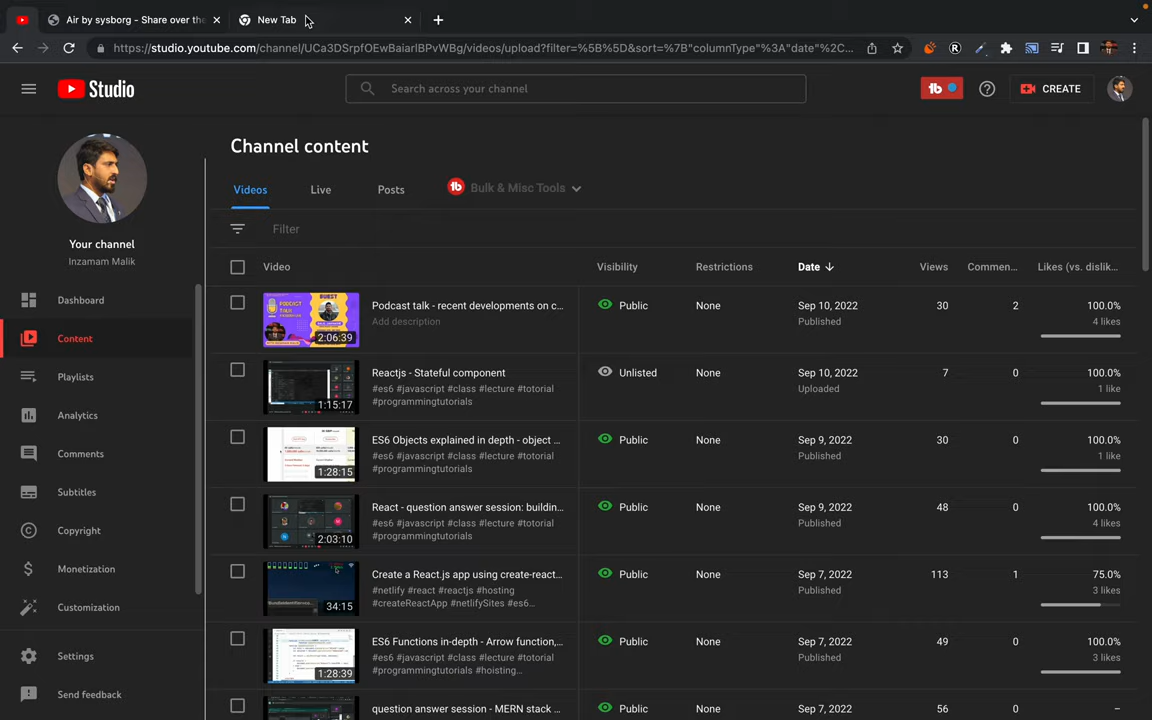 Air by sysborg - Share over the
New Tab
https://studio.youtube.com/channel/UCa3DSrpfOEwBaiarlBPvWBg/videos/upload?filter=%5B%5D&sort=%7B"columnType"%3A"date"%2C...
Studio
Search across your channel
CREATE
Your channel
Inzamam Malik
Dashboard
Content
Playlists
Analytics
Comments
Subtitles
Copyright
Monetization
Customization
Settings
Send feedback
Channel content
Videos Live Posts Bulk & Misc Tools
Filter
Video Visibility Restrictions Date Views Commen... Likes (vs. dislik...
Podcast talk - recent developments on c... Public None Sep 10, 2022 30 2 100.0%
Add description Published 4 likes
2:06:39
Reactjs - Stateful component Unlisted None Sep 10, 2022 7 0 100.0%
#es6 #javascript #class #lecture #totorial Uploaded 1 like
#programmingtutorials
1:15:17
ES6 Objects explained in depth - object ... Public None Sep 9, 2022 30 0 100.0%
#es6 #javascript #class #lecture #totorial Published 1 like
#programmingtutorials
1:28:15
React - question answer session: buildin... Public None Sep 9, 2022 48 0 100.0%
#es6 #javascript #class #lecture #totorial Published 4 likes
#programmingtutorials
2:03:10
Create a React.js app using create-react... Public None Sep 7, 2022 113 1 75.0%
#netlify #react #reactjs #hosting Published 3 likes
#createReactApp #netlifySites #es6...
34:15
ES6 Functions in-depth - Arrow function,... Public None Sep 7, 2022 49 0 100.0%
#es6 #javascript #class #lecture #totorial Published 3 likes
#programmingtutorials #hoisting...
1:28:39
question answer session - MERN stack ... Public None Sep 7, 2022 56 0 –